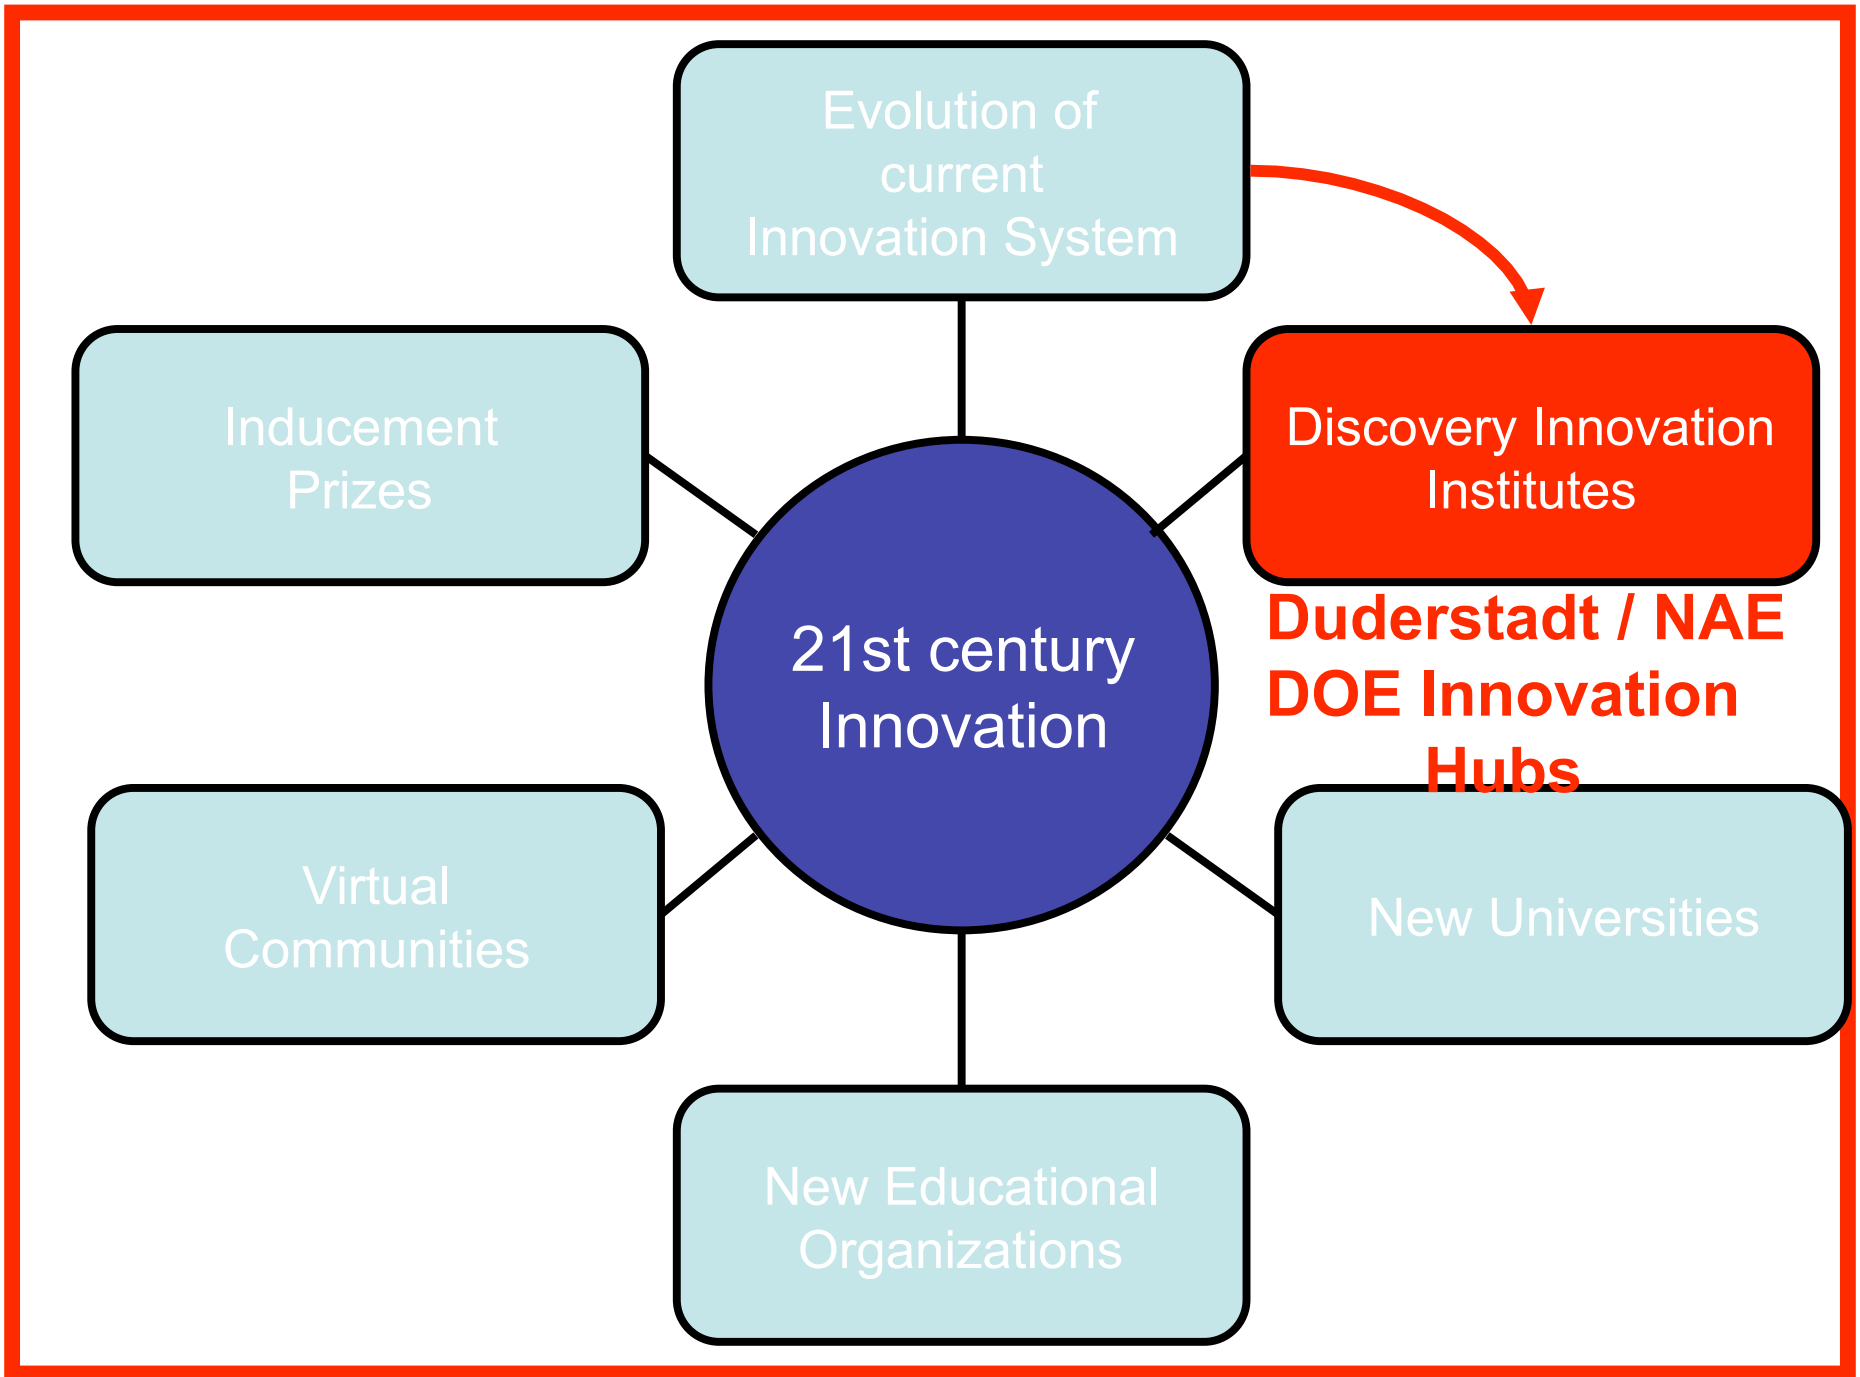 Evolution of
current
Innovation System
Inducement
Prizes
Discovery Innovation
Institutes
Duderstadt / NAE
DOE Innovation
Hubs
21st century
Innovation
Virtual
Communities
New Universities
New Educational
Organizations